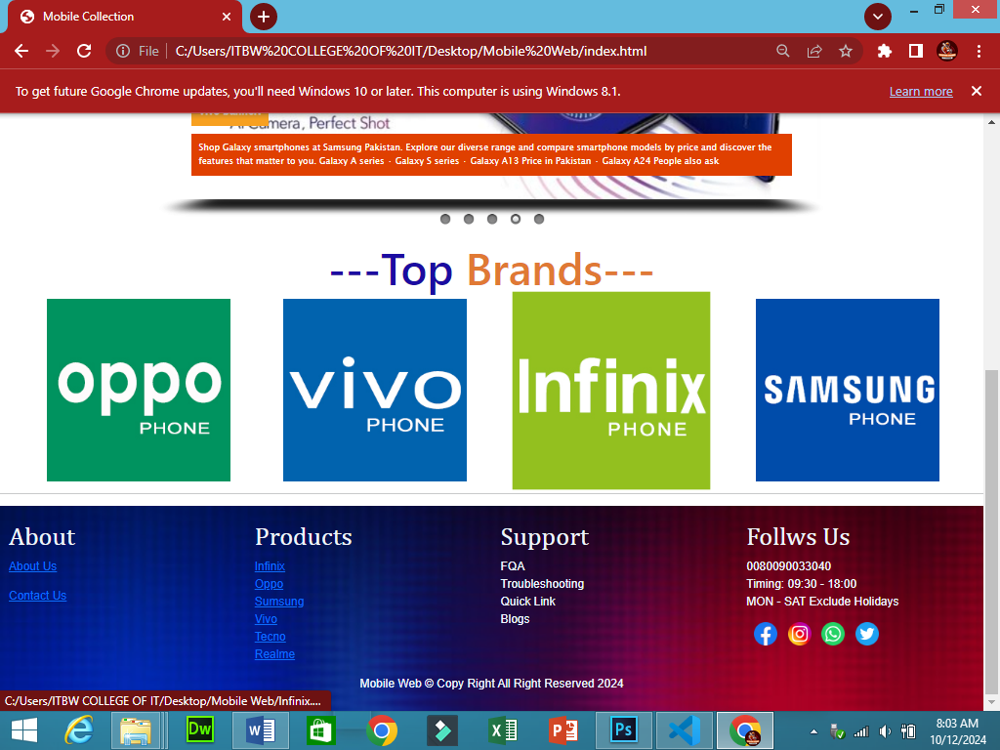 Mobile Collection
File
C:/Users/ITBW%20COLLEGE%20OF%20IT/Desktop/Mobile%20Web/index.html
To get future Google Chrome updates, you'll need Windows 10 or later. This computer is using Windows 8.1.
Learn more
AI Camera, Perfect Shot
Shop Galaxy smartphones at Samsung Pakistan. Explore our diverse range and compare smartphone models by price and discover the
features that matter to you. Galaxy A series · Galaxy S series · Galaxy A13 Price in Pakistan · Galaxy A24 People also ask
---Top Brands---
oppo
PHONE
vivo
PHONE
Infinix
PHONE
SAMSUNG
PHONE
About
About Us
Contact Us
Products
Infinix
Oppo
Sumsung
Vivo
Tecno
Realme
Support
FQA
Troubleshooting
Quick Link
Blogs
Follws Us
0080090033040
Timing: 09:30 - 18:00
MON - SAT Exclude Holidays
Mobile Web © Copy Right All Right Reserved 2024
C:/Users/ITBW COLLEGE OF IT/Desktop/Mobile Web/Infinix....
Dw
W
X
P
Ps
8:03 AM
10/12/2024